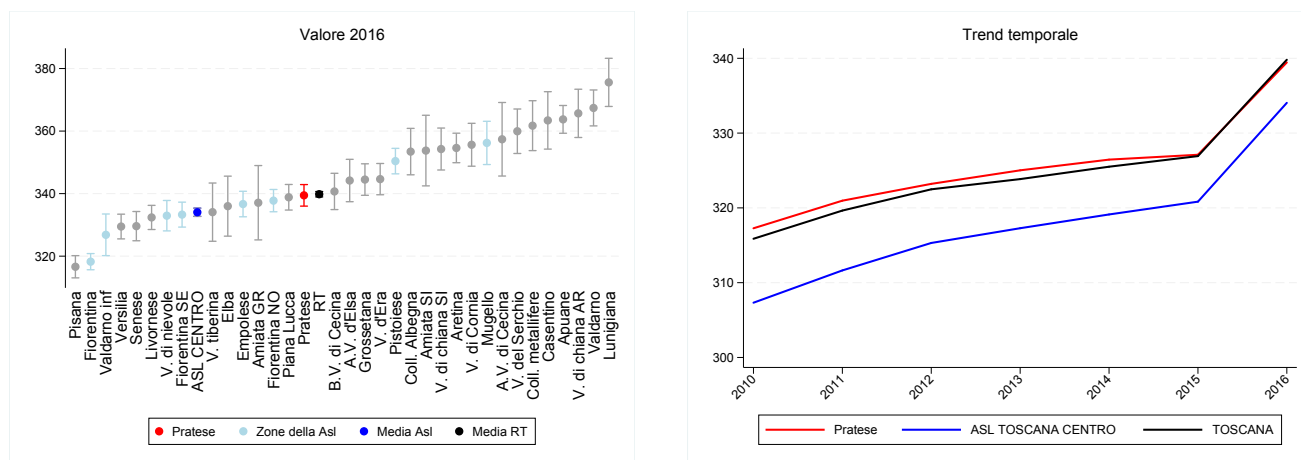 Valore 2016
380
360
340
320
Pisana
Fiorentina
Valdarno inf
Versilia
Senese
Livornese
V. di nievole
Fiorentina SE
ASL CENTRO
V. tiberina
Elba
Empolese
Amiata GR
Fiorentina NO
Piana Lucca
Pratese
RT
B.V. di Cecina
A.V. d'Elsa
Grossetana
V. d'Era
Pistoiese
Coll. Albegna
Amiata SI
V. di chiana SI
Aretina
V. di Cornia
Mugello
A.V. di Cecina
V. del Serchio
Coll. metallifere
Casentino
Apuane
V. di chiana AR
Valdarno
Lunigiana
Pratese Zone della Asl Media Asl Media RT
Trend temporale
340
330
320
310
300
2010 2011 2012 2013 2014 2015 2016
Pratese ASL TOSCANA CENTRO TOSCANA